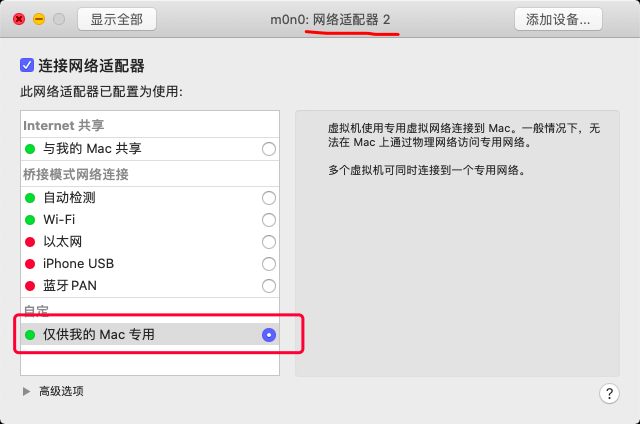 显示全部
m0n0: 网络适配器 2
添加设备...
连接网络适配器
此网络适配器已配置为使用:
Internet 共享
与我的 Mac 共享
桥接模式网络连接
自动检测
Wi-Fi
以太网
iPhone USB
蓝牙 PAN
自定
仅供我的 Mac 专用
虚拟机使用专用虚拟网络连接到 Mac。一般情况下，无
法在 Mac 上通过物理网络访问专用网络。
多个虚拟机可同时连接到一个专用网络。
高级选项
?